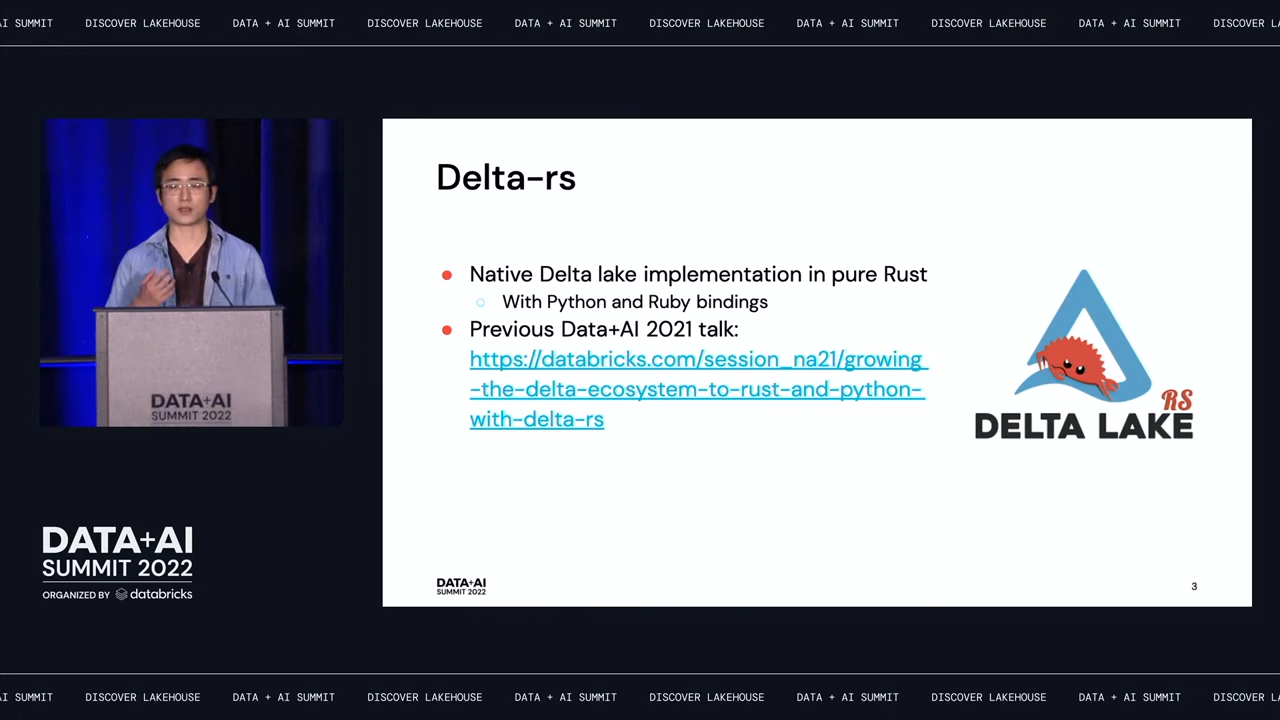 AI SUMMIT DISCOVER LAKEHOUSE DATA + AI SUMMIT DISCOVER LAKEHOUSE DATA + AI SUMMIT DISCOVER LAKEHOUSE DATA + AI SUMMIT DISCOVER LAKEHOUSE DATA + AI SUMMIT DISCOVER LA
Delta-rs
● Native Delta lake implementation in pure Rust
○ With Python and Ruby bindings
● Previous Data+AI 2021 talk:
https://databricks.com/session_na21/growing
-the-delta-ecosystem-to-rust-and-python-
with-delta-rs
RS
DELTA LAKE
DATA+AI
SUMMIT 2022
3
DATA+AI
SUMMIT 2022
DATA+AI
SUMMIT 2022
ORGANIZED BY databricks
AI SUMMIT DISCOVER LAKEHOUSE DATA + AI SUMMIT DISCOVER LAKEHOUSE DATA + AI SUMMIT DISCOVER LAKEHOUSE DATA + AI SUMMIT DISCOVER LAKEHOUSE DATA + AI SUMMIT DISCOVER LA